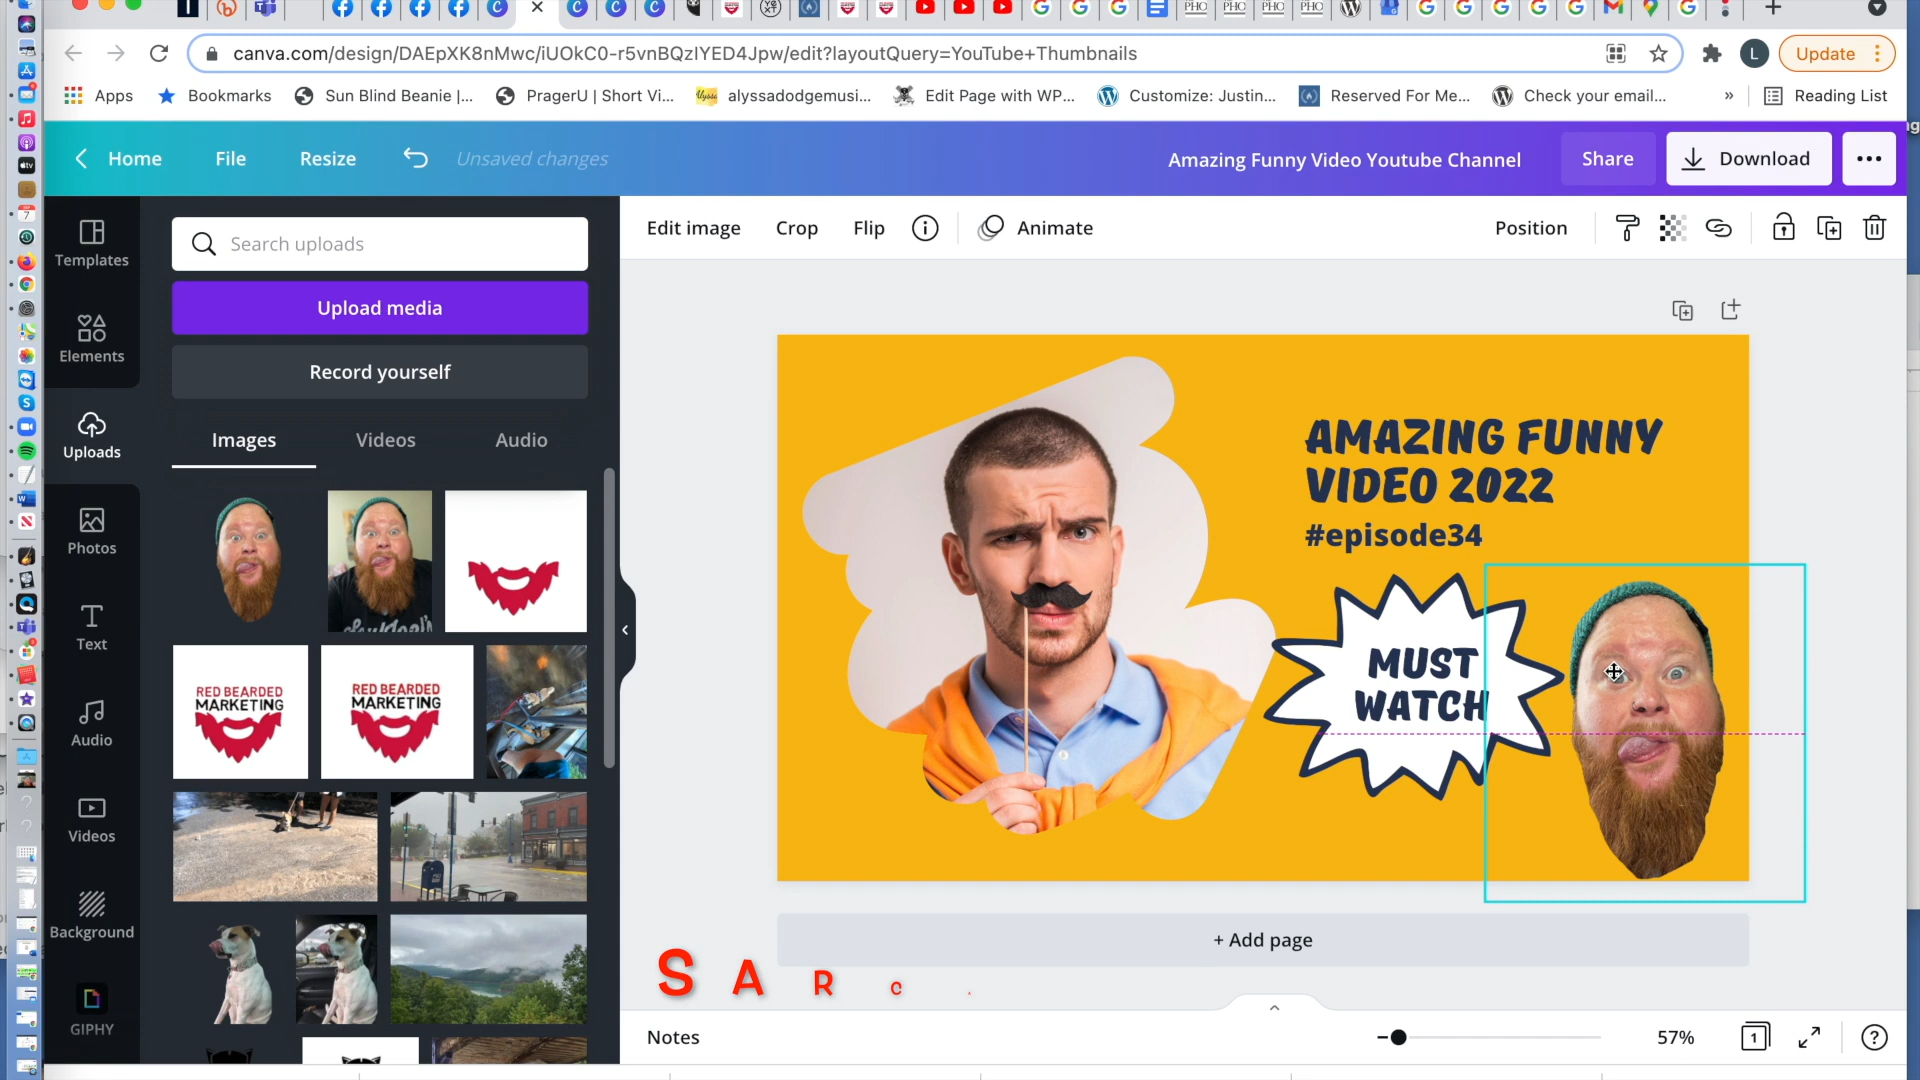 canva.com/design/DAEpXK8nMwc/iUOkC0-r5vnBQzIYED4Jpw/edit?layoutQuery=YouTube+Thumbnails
L
Update
Apps
Bookmarks
Sun Blind Beanie |...
PragerU | Short Vi...
alyssadodgemusi...
Edit Page with WP...
Customize: Justin...
Reserved For Me...
Check your email...
»
Reading List
Home
File
Resize
Unsaved changes
Amazing Funny Video Youtube Channel
Share
Download
Templates
Elements
Uploads
Photos
Text
Audio
Videos
Background
GIPHY
Search uploads
Upload media
Record yourself
Images
Videos
Audio
RED BEARDED
MARKETING
RED BEARDED
MARKETING
Edit image
Crop
Flip
Animate
Position
AMAZING FUNNY
VIDEO 2022
#episode34
MUST
WATCH
+ Add page
S A R C
Notes
57%
1